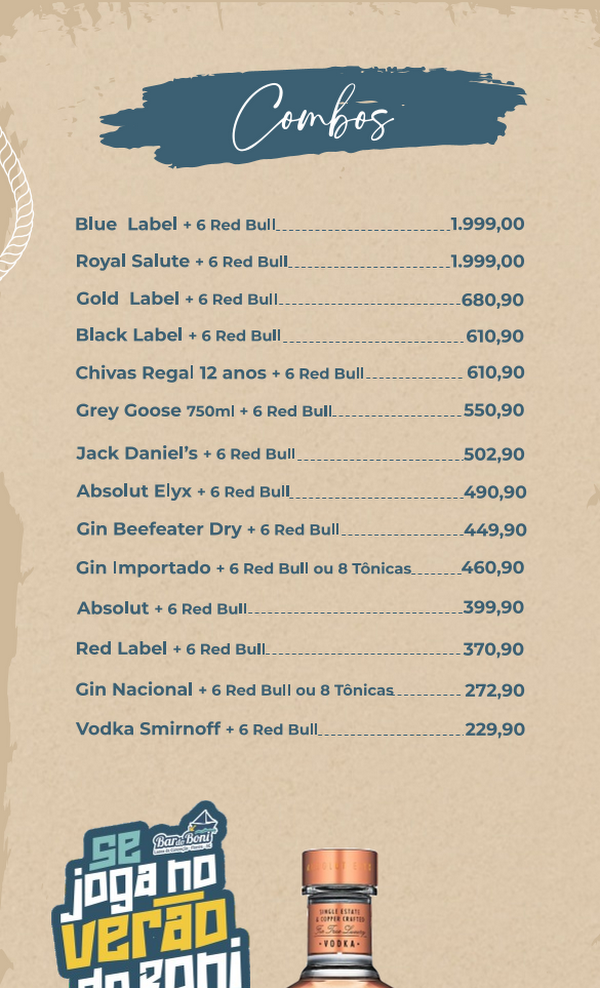 Combos
Blue Label + 6 Red Bull 1.999,00
Royal Salute + 6 Red Bull 1.999,00
Gold Label + 6 Red Bull 680,90
Black Label + 6 Red Bull 610,90
Chivas Regal 12 anos + 6 Red Bull 610,90
Grey Goose 750ml + 6 Red Bull 550,90
Jack Daniel's + 6 Red Bull 502,90
Absolut Elyx + 6 Red Bull 490,90
Gin Beefeater Dry + 6 Red Bull 449,90
Gin Importado + 6 Red Bull ou 8 Tônicas 460,90
Absolut + 6 Red Bull 399,90
Red Label + 6 Red Bull 370,90
Gin Nacional + 6 Red Bull ou 8 Tônicas 272,90
Vodka Smirnoff + 6 Red Bull 229,90
se
Bar do Boni
joga no
verão
do Boni
SINGLE ESTATE
& COPPER CRAFTED
VODKA